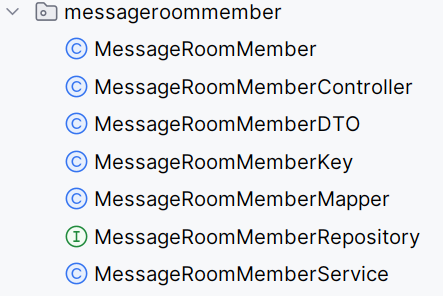 messageroommember
C MessageRoomMember
C MessageRoomMemberController
C MessageRoomMemberDTO
C MessageRoomMemberKey
C MessageRoomMemberMapper
I MessageRoomMemberRepository
C MessageRoomMemberService